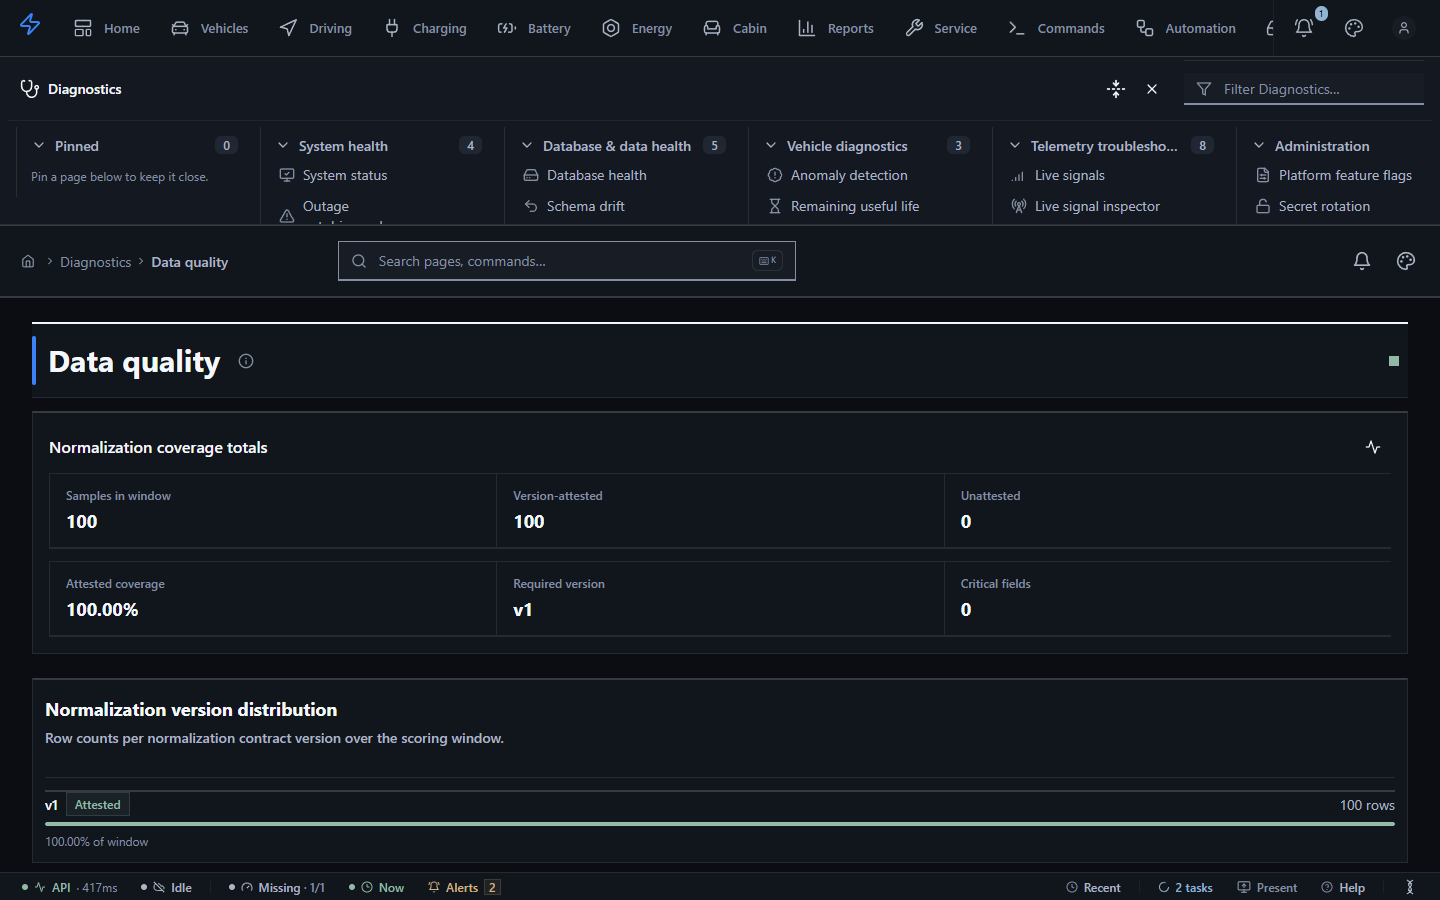 Home Vehicles Driving Charging Battery Energy Cabin Reports Service Commands Automation 1
Diagnostics Filter Diagnostics...
Pinned 0 System health 4 Database & data health 5 Vehicle diagnostics 3 Telemetry troublesho... 8 Administration
Pin a page below to keep it close. System status Database health Anomaly detection Live signals Platform feature flags
Outage Schema drift Remaining useful life Live signal inspector Secret rotation
Diagnostics Data quality Search pages, commands... K
Data quality
Normalization coverage totals
Samples in window Version-attested Unattested
100 100 0
Attested coverage Required version Critical fields
100.00% v1 0
Normalization version distribution
Row counts per normalization contract version over the scoring window.
v1 Attested 100 rows
100.00% of window
API · 417ms Idle Missing · 1/1 Now Alerts 2 Recent 2 tasks Present Help